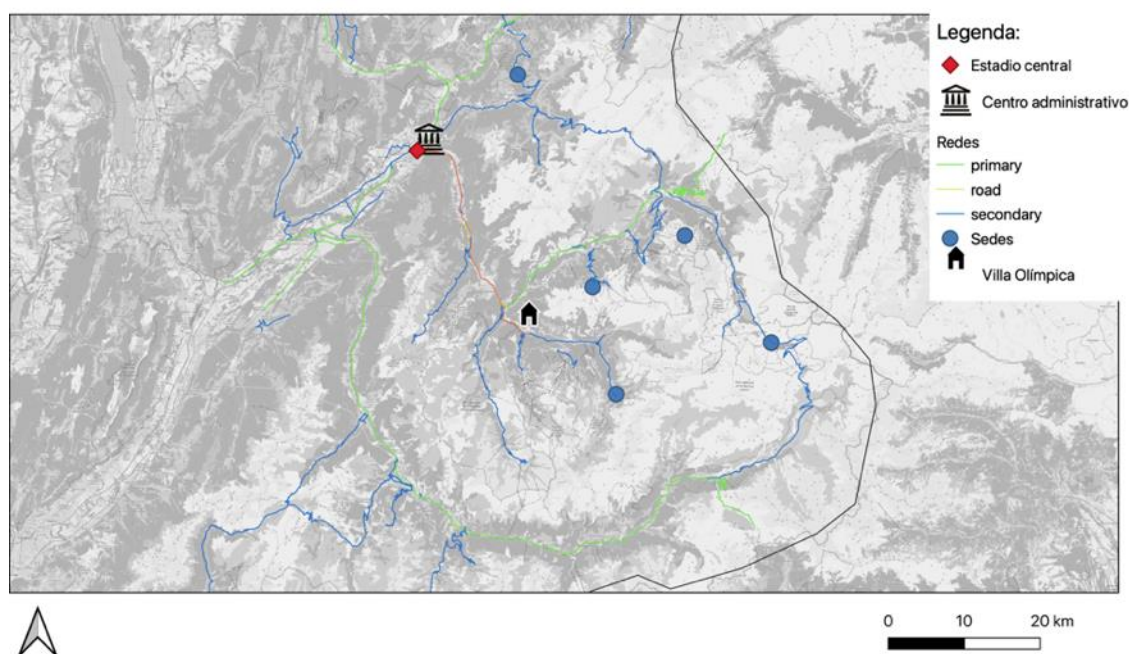 Legenda:
Estadio central
Centro administrativo
Redes
primary
road
secondary
Sedes
Villa Olímpica
0 10 20 km